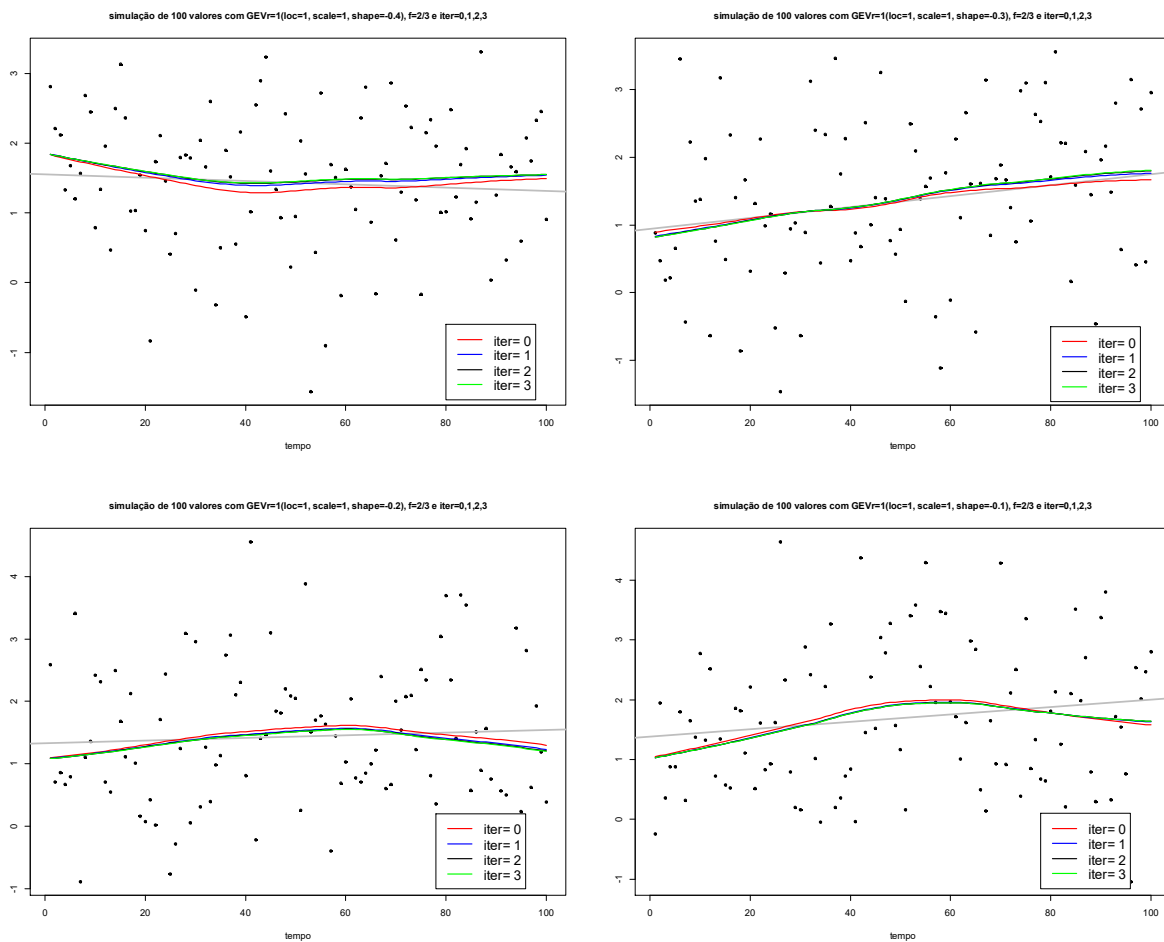 simulação de 100 valores com GEVr=1(loc=1, scale=1, shape=-0.4), f=2/3 e iter=0,1,2,3
3
2
1
0
-1
iter= 0
iter= 1
iter= 2
iter= 3
0 20 40 60 80 100
tempo
simulação de 100 valores com GEVr=1(loc=1, scale=1, shape=-0.3), f=2/3 e iter=0,1,2,3
3
2
1
0
-1
iter= 0
iter= 1
iter= 2
iter= 3
0 20 40 60 80 100
tempo
simulação de 100 valores com GEVr=1(loc=1, scale=1, shape=-0.2), f=2/3 e iter=0,1,2,3
4
3
2
1
0
-1
iter= 0
iter= 1
iter= 2
iter= 3
0 20 40 60 80 100
tempo
simulação de 100 valores com GEVr=1(loc=1, scale=1, shape=-0.1), f=2/3 e iter=0,1,2,3
4
3
2
1
0
-1
iter= 0
iter= 1
iter= 2
iter= 3
0 20 40 60 80 100
tempo